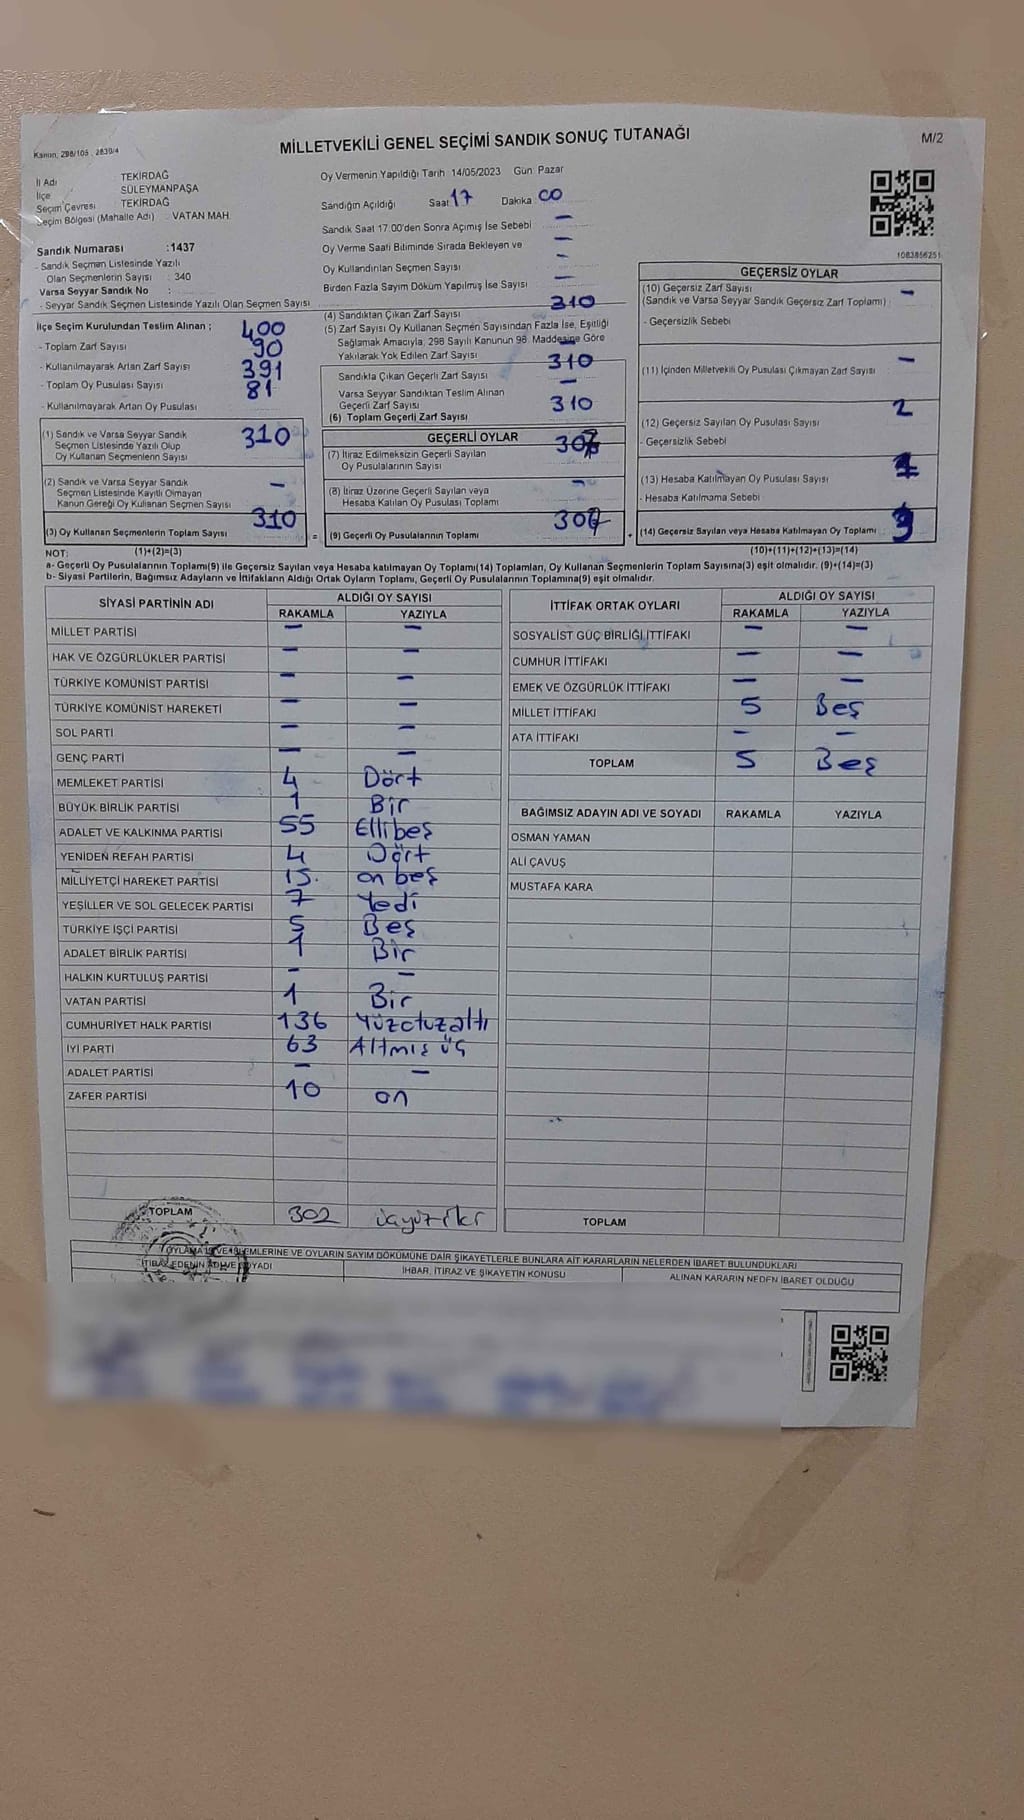 Kanun: 298/105 , 2839/4
MİLLETVEKİLİ GENEL SEÇİMİ SANDIK SONUÇ TUTANAĞI
M/2
İl Adı : TEKİRDAĞ
İlçe : SÜLEYMANPAŞA
Seçim Çevresi : TEKİRDAĞ
Seçim Bölgesi (Mahalle Adı) : VATAN MAH.
Sandık Numarası :1437
- Sandık Seçmen Listesinde Yazılı
Olan Seçmenlerin Sayısı : 340
Varsa Seyyar Sandık No :
- Seyyar Sandık Seçmen Listesinde Yazılı Olan Seçmen Sayısı
Oy Vermenin Yapıldığı Tarih 14/05/2023 Gün: Pazar
Sandığın Açıldığı Saat 17 Dakika 00
Sandık Saat 17:00'den Sonra Açılmış İse Sebebi –
Oy Verme Saati Bitiminde Sırada Bekleyen ve –
Oy Kullandırılan Seçmen Sayısı –
Birden Fazla Sayım Döküm Yapılmış İse Sayısı –
1083856251
İlçe Seçim Kurulundan Teslim Alınan ;
- Toplam Zarf Sayısı 400
- Kullanılmayarak Artan Zarf Sayısı 90
- Toplam Oy Pusulası Sayısı 391
- Kullanılmayarak Artan Oy Pusulası 81
(1) Sandık ve Varsa Seyyar Sandık
Seçmen Listesinde Yazılı Olup
Oy Kullanan Seçmenlerin Sayısı 310
(2) Sandık ve Varsa Seyyar Sandık
Seçmen Listesinde Kayıtlı Olmayan
Kanun Gereği Oy Kullanan Seçmen Sayısı –
(3) Oy Kullanan Seçmenlerin Toplam Sayısı 310
(4) Sandıktan Çıkan Zarf Sayısı 310
(5) Zarf Sayısı Oy Kullanan Seçmen Sayısından Fazla İse, Eşitliği
Sağlamak Amacıyla, 298 Sayılı Kanunun 98. Maddesine Göre
Yakılarak Yok Edilen Zarf Sayısı –
Sandıkta Çıkan Geçerli Zarf Sayısı 310
Varsa Seyyar Sandıktan Teslim Alınan
Geçerli Zarf Sayısı –
(6) Toplam Geçerli Zarf Sayısı 310
GEÇERLİ OYLAR
(7) İtiraz Edilmeksizin Geçerli Sayılan
Oy Pusulalarının Sayısı 307
(8) İtiraz Üzerine Geçerli Sayılan veya
Hesaba Katılan Oy Pusulası Toplamı –
= (9) Geçerli Oy Pusulalarının Toplamı 307 +
GEÇERSİZ OYLAR
(10) Geçersiz Zarf Sayısı –
(Sandık ve Varsa Seyyar Sandık Geçersiz Zarf Toplamı)
- Geçersizlik Sebebi
(11) İçinden Milletvekili Oy Pusulası Çıkmayan Zarf Sayısı –
(12) Geçersiz Sayılan Oy Pusulası Sayısı 2
- Geçersizlik Sebebi
(13) Hesaba Katılmayan Oy Pusulası Sayısı 1
- Hesaba Katılmama Sebebi
(14) Geçersiz Sayılan veya Hesaba Katılmayan Oy Toplamı 3
NOT: (1)+(2)=(3) (10)+(11)+(12)+(13)=(14)
a- Geçerli Oy Pusulalarının Toplamı(9) ile Geçersiz Sayılan veya Hesaba katılmayan Oy Toplamı(14) Toplamları, Oy Kullanan Seçmenlerin Toplam Sayısına(3) eşit olmalıdır. (9)+(14)=(3)
b- Siyasi Partilerin, Bağımsız Adayların ve İttifakların Aldığı Ortak Oyların Toplamı, Geçerli Oy Pusulalarının Toplamına(9) eşit olmalıdır.
SİYASİ PARTİNİN ADI ALDIĞI OY SAYISI
RAKAMLA YAZIYLA
MİLLET PARTİSİ – –
HAK VE ÖZGÜRLÜKLER PARTİSİ – –
TÜRKİYE KOMÜNİST PARTİSİ – –
TÜRKİYE KOMÜNİST HAREKETİ – –
SOL PARTİ – –
GENÇ PARTİ – –
MEMLEKET PARTİSİ 4 Dört
BÜYÜK BİRLİK PARTİSİ 1 Bir
ADALET VE KALKINMA PARTİSİ 55 Ellibeş
YENİDEN REFAH PARTİSİ 4 Dört
MİLLİYETÇİ HAREKET PARTİSİ 15. on beş
YEŞİLLER VE SOL GELECEK PARTİSİ 7 Yedi
TÜRKİYE İŞÇİ PARTİSİ 5 Beş
ADALET BİRLİK PARTİSİ 1 Bir
HALKIN KURTULUŞ PARTİSİ – –
VATAN PARTİSİ 1 Bir
CUMHURİYET HALK PARTİSİ 136 Yüzotuzaltı
İYİ PARTİ 63 Altmış üç
ADALET PARTİSİ – –
ZAFER PARTİSİ 10 on
TOPLAM 302 üçyüz iki
İTTİFAK ORTAK OYLARI ALDIĞI OY SAYISI
RAKAMLA YAZIYLA
SOSYALİST GÜÇ BİRLİĞİ İTTİFAKI – –
CUMHUR İTTİFAKI – –
EMEK VE ÖZGÜRLÜK İTTİFAKI – –
MİLLET İTTİFAKI 5 Beş
ATA İTTİFAKI – –
TOPLAM 5 Beş
BAĞIMSIZ ADAYIN ADI VE SOYADI RAKAMLA YAZIYLA
OSMAN YAMAN
ALİ ÇAVUŞ
MUSTAFA KARA
TOPLAM
OYLAMA İŞ VE İŞLEMLERİNE VE OYLARIN SAYIM DÖKÜMÜNE DAİR ŞİKAYETLERLE BUNLARA AİT KARARLARIN NELERDEN İBARET BULUNDUKLARI
İTİRAZ EDENİN ADI VE SOYADI İHBAR, İTİRAZ VE ŞİKAYETİN KONUSU ALINAN KARARIN NEDEN İBARET OLDUĞU